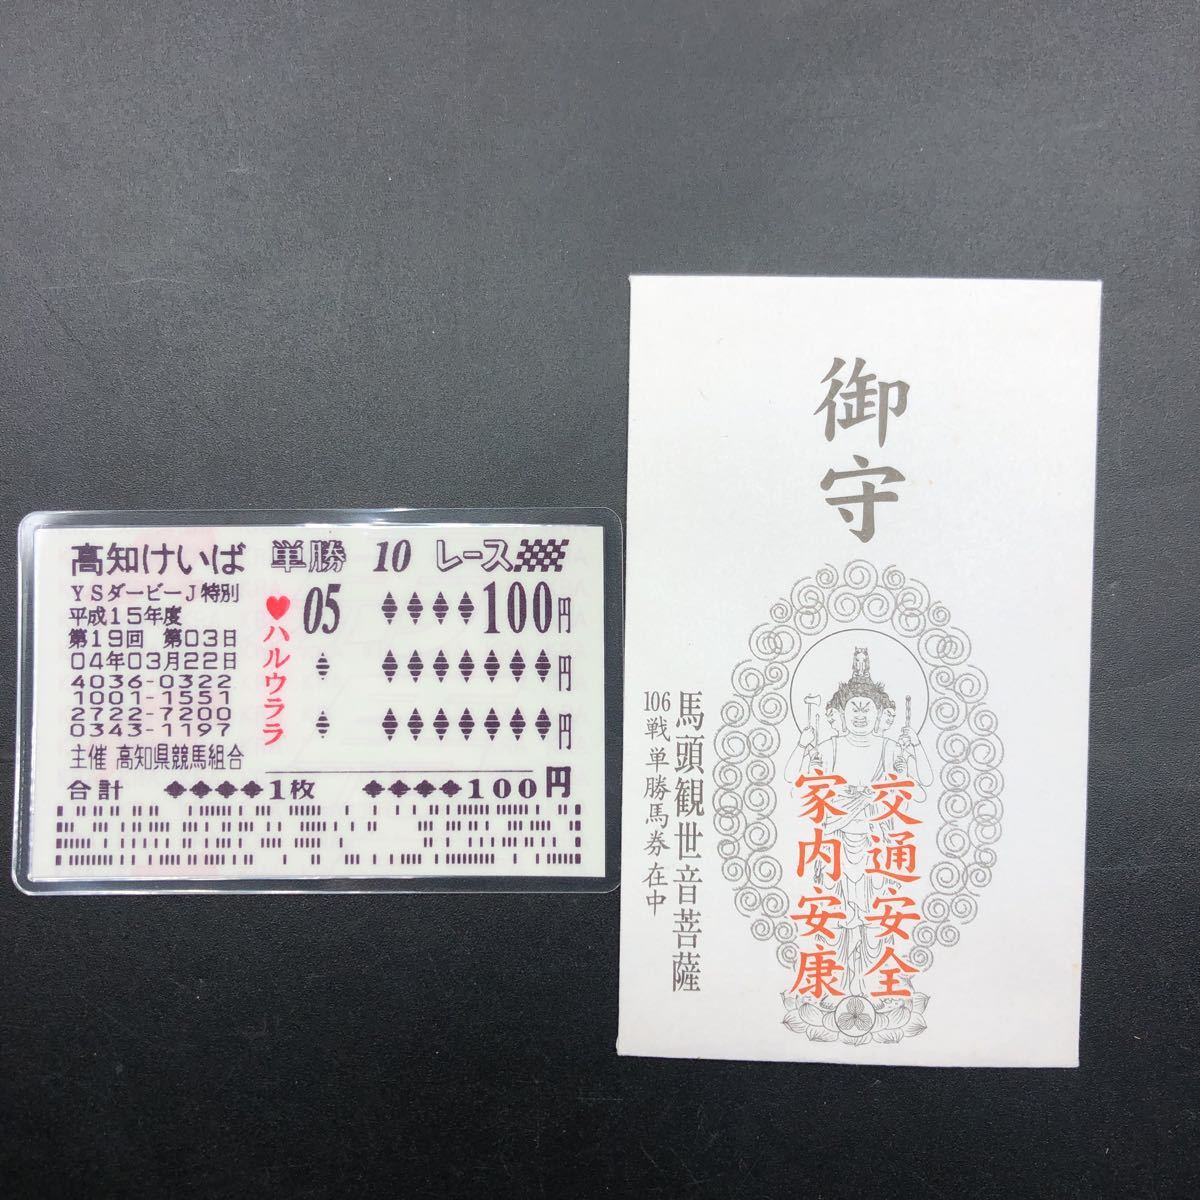 高知けいば 単勝 10 レース
YSダービーJ特別
平成15年度
第19回 第03日
04年03月22日
4036-0322
1001-1551
2722-7200
0343-1197
主催 高知県競馬組合
♥ハルウララ
05 100円
円
円
合計 1枚 100円
御守
交通安全
家内安康
馬頭観世音菩薩
106戦単勝馬券在中